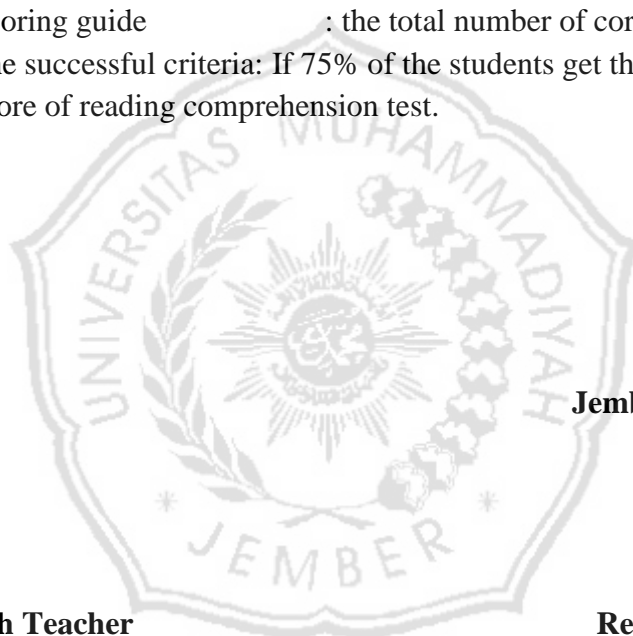 oring guide : the total number of cor
e successful criteria: If 75% of the students get th
ore of reading comprehension test.
UNIVERSITAS MUHAMMADIYAH
Jemb
JEMBER
h Teacher Re